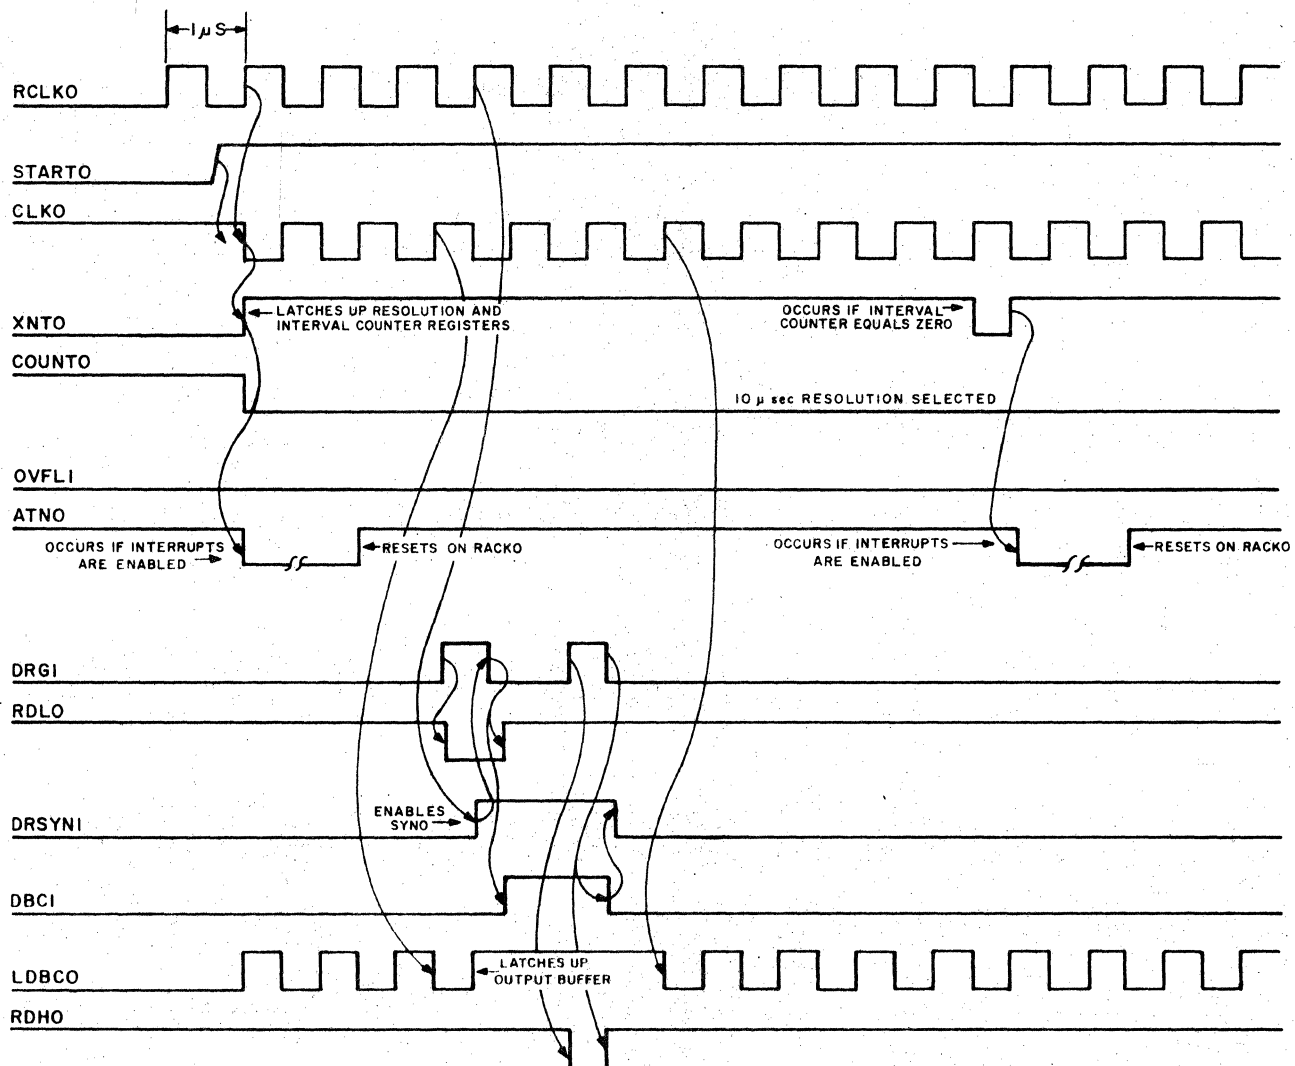 1 µS
RCLKO
STARTO
CLKO
XNTO
LATCHES UP RESOLUTION AND
INTERVAL COUNTER REGISTERS
OCCURS IF INTERVAL
COUNTER EQUALS ZERO
COUNTO
10 µ sec RESOLUTION SELECTED
OVFLI
ATNO
OCCURS IF INTERRUPTS
ARE ENABLED
RESETS ON RACKO
OCCURS IF INTERRUPTS
ARE ENABLED
RESETS ON RACKO
DRGI
RDLO
ENABLES
SYNO
DRSYNI
DBCI
LDBCO
LATCHES UP
OUTPUT BUFFER
RDHO